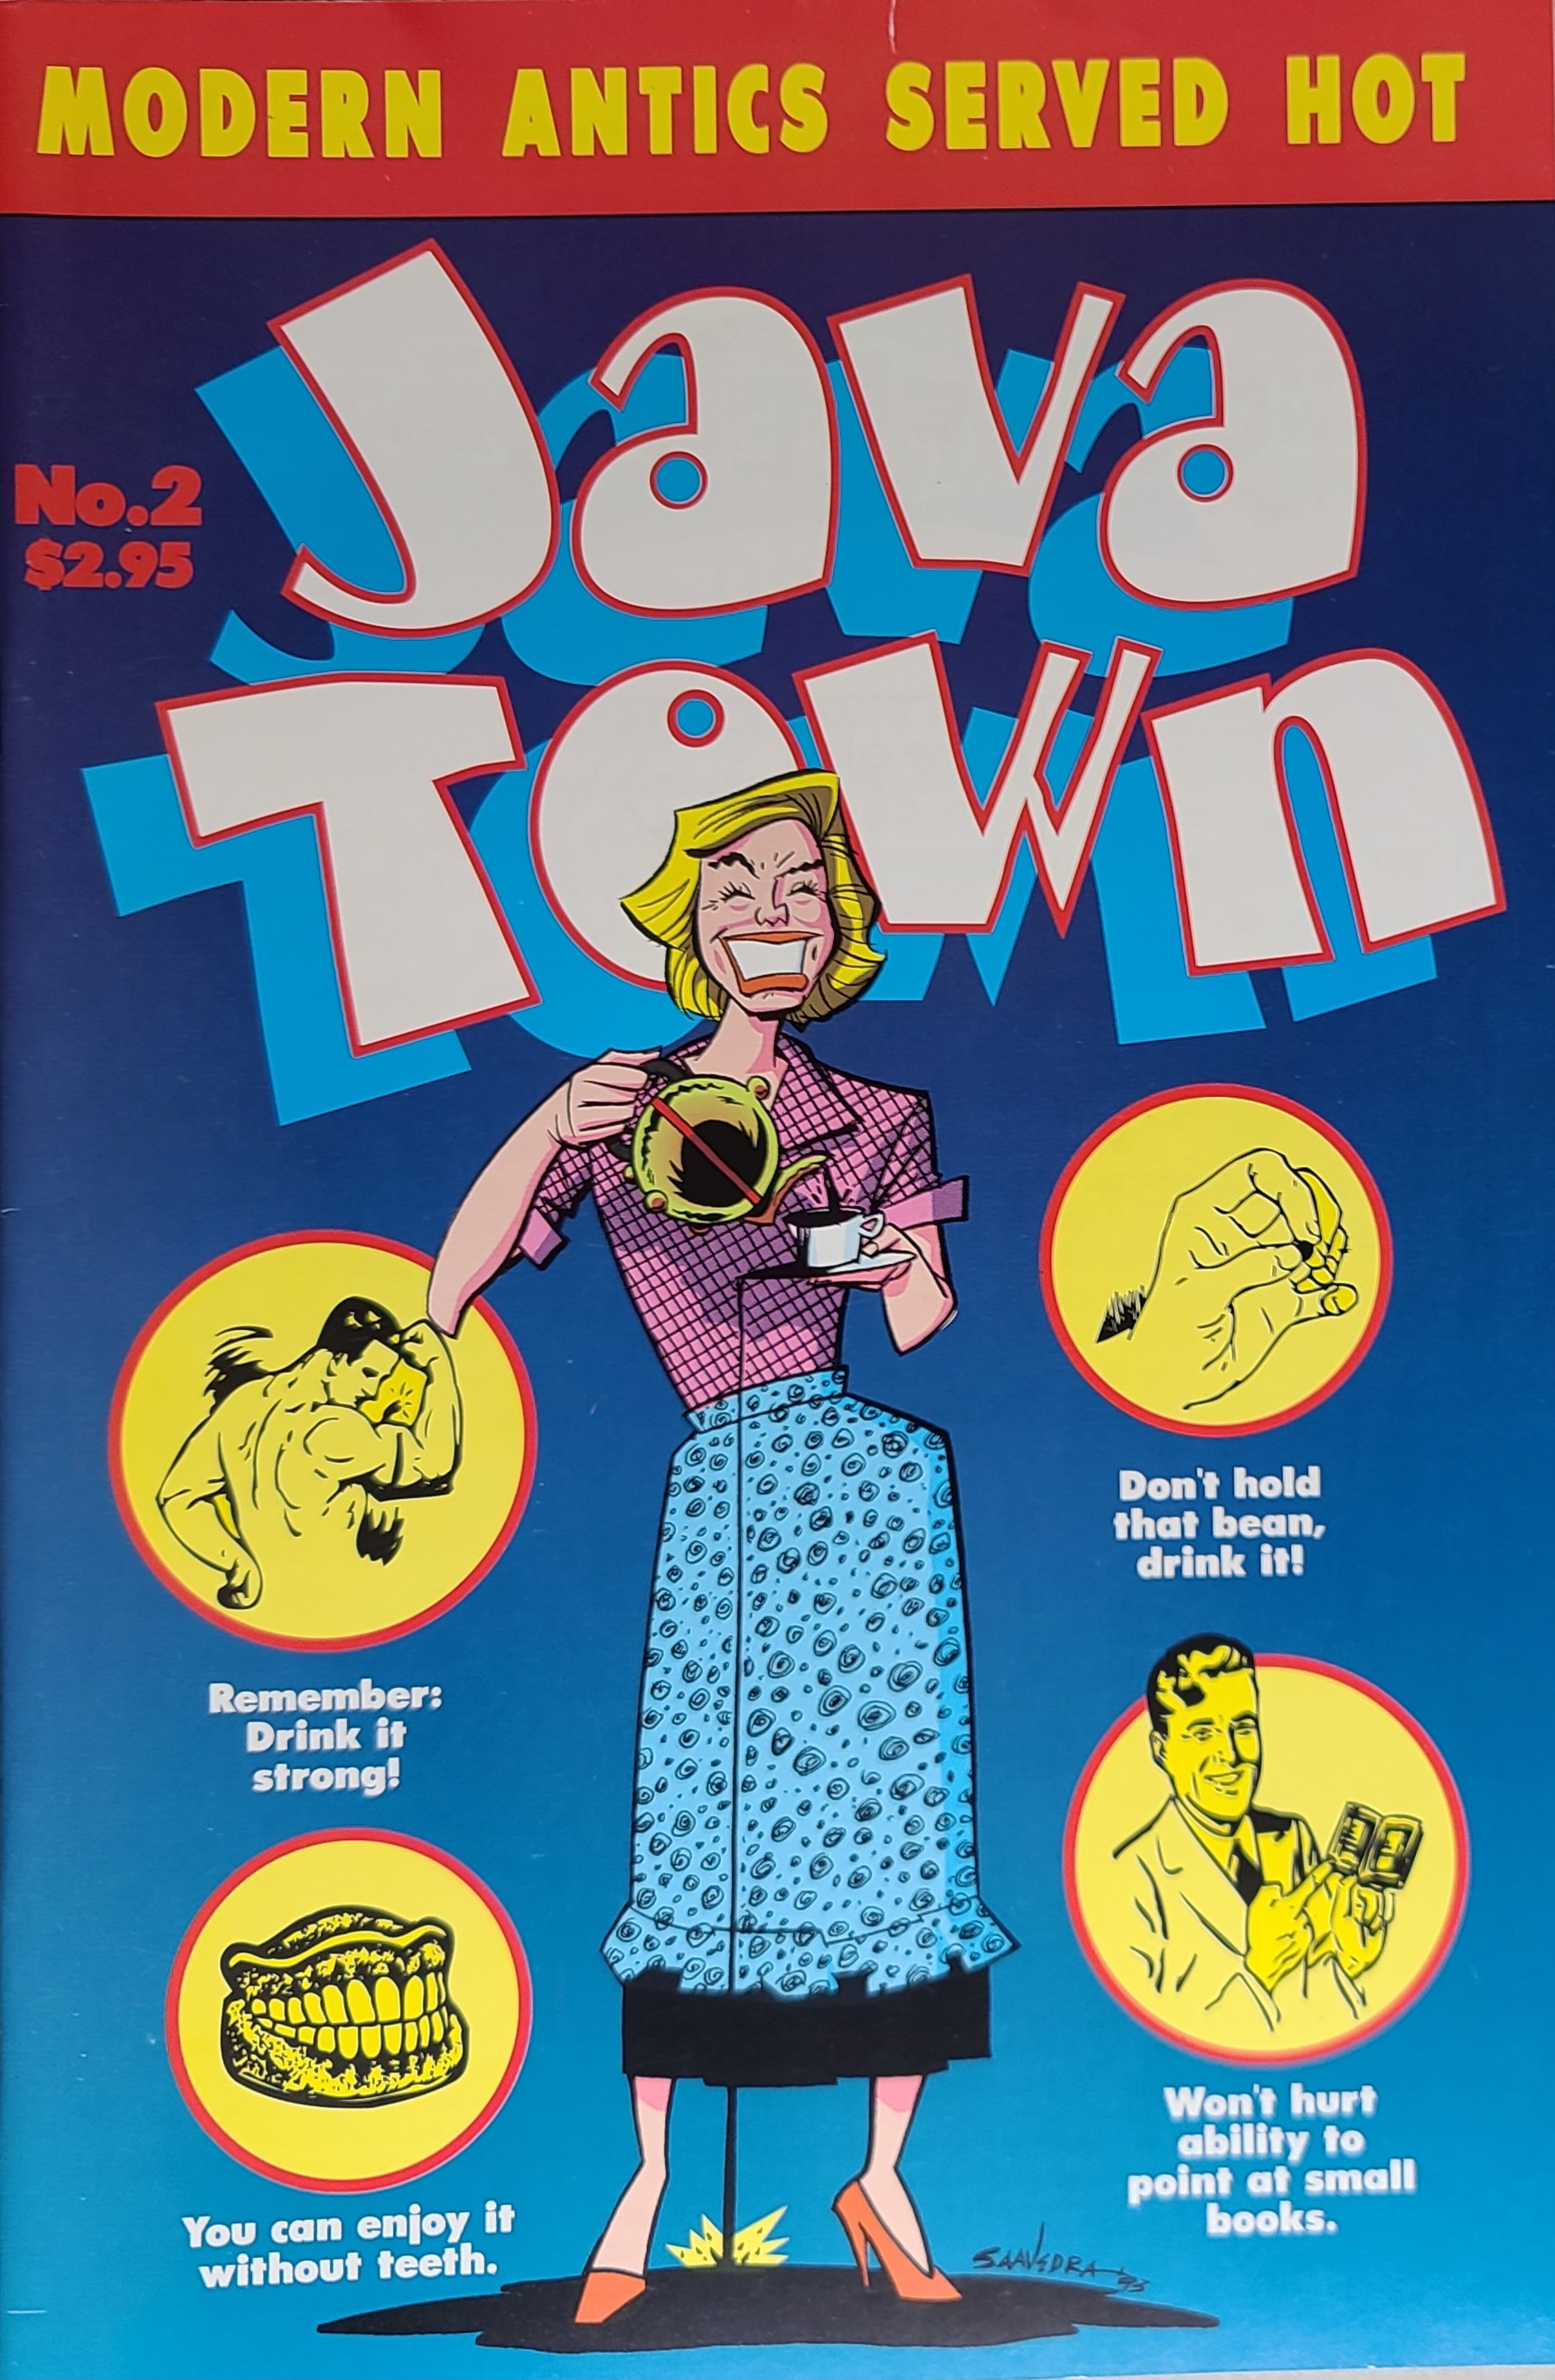 MODERN ANTICS SERVED HOT
Java
Town
No.2
$2.95
Don't hold
that bean,
drink it!
Remember:
Drink it
strong!
Won't hurt
ability to
point at small
books.
You can enjoy it
without teeth.
SAAVEDRA '93